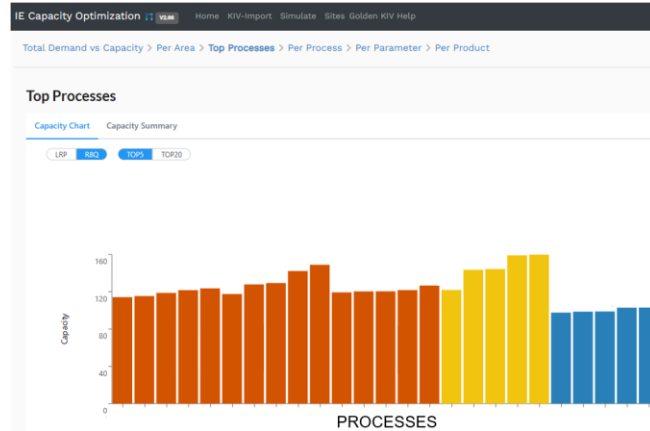 IE Capacity Optimization V2.00 Home KIV-Import Simulate Sites Golden KIV Help
Total Demand vs Capacity > Per Area > Top Processes > Per Process > Per Parameter > Per Product
Top Processes
Capacity Chart Capacity Summary
LRP RBQ TOP5 TOP20
160
120
80
40
0
Capacity
PROCESSES